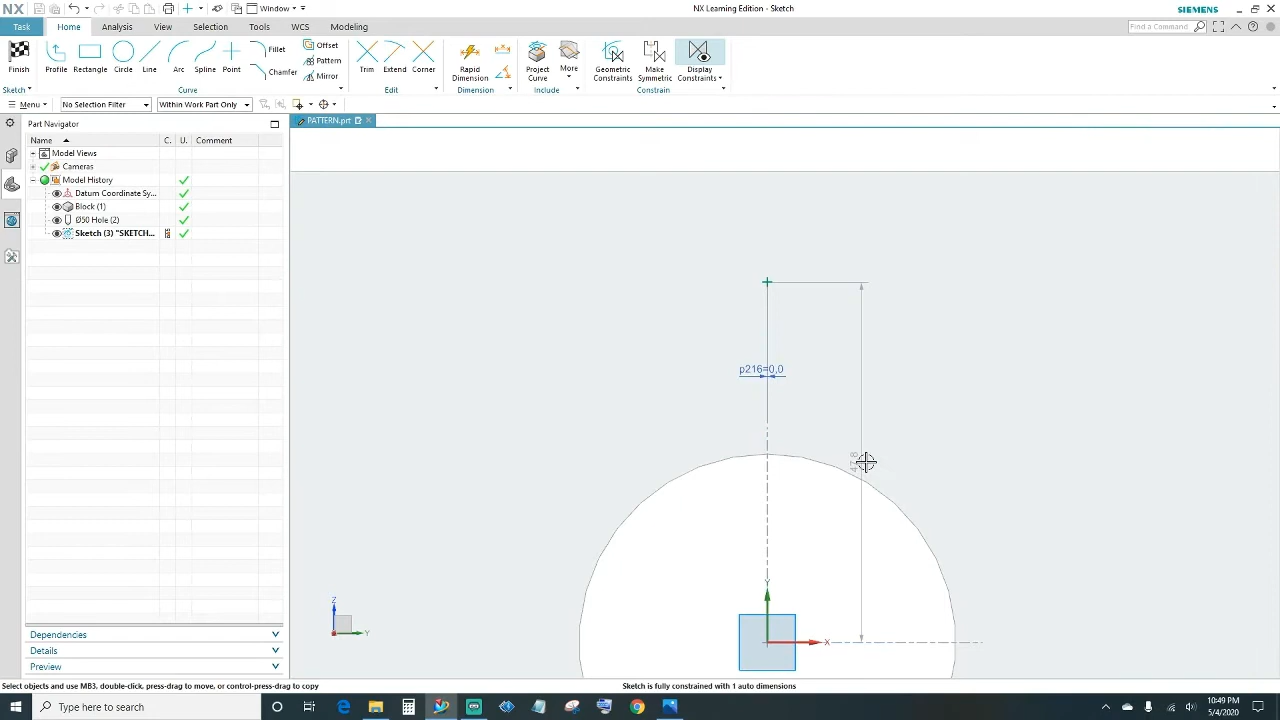 NX
Window
NX Learning Edition - Sketch
SIEMENS
Task
Home
Analysis
View
Selection
Tools
WCS
Modeling
Find a Command
Finish
Profile
Rectangle
Circle
Line
Arc
Spline
Point
Fillet
Chamfer
Offset
Pattern
Mirror
Trim
Extend
Corner
Rapid
Dimension
Project
Curve
More
Geometric
Constraints
Make
Symmetric
Display
Constraints
Sketch
Curve
Edit
Dimension
Include
Constrain
Menu
No Selection Filter
Within Work Part Only
Part Navigator
PATTERN.prt
Name
C.
U.
Comment
Model Views
Cameras
Model History
Datum Coordinate Sy...
Block (1)
Ø50 Hole (2)
Sketch (3) "SKETCH...
p216=0,0
47,8
Y
X
Z
Y
Dependencies
Details
Preview
Select objects and use MB3, double-click, press-drag to move, or control-press-drag to copy
Sketch is fully constrained with 1 auto dimensions
Type here to search
10:49 PM
5/4/2020